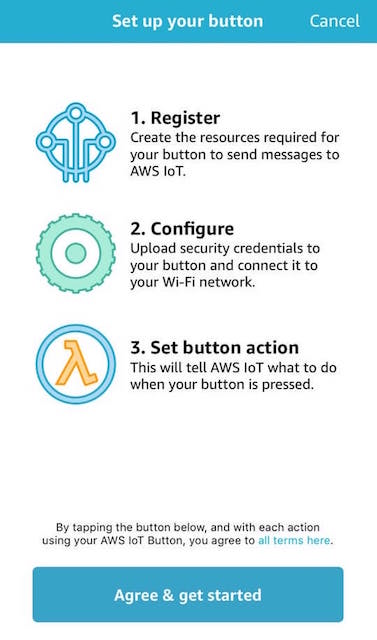 Set up your button
Cancel
1. Register
Create the resources required for
your button to send messages to
AWS IoT.
2. Configure
Upload security credentials to
your button and connect it to
your Wi-Fi network.
3. Set button action
This will tell AWS IoT what to do
when your button is pressed.
By tapping the button below, and with each action
using your AWS IoT Button, you agree to all terms here.
Agree & get started